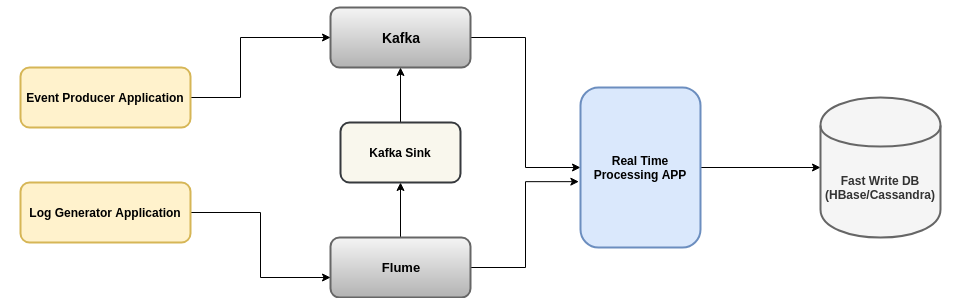 Kafka
Event Producer Application
Kafka Sink
Real Time
Processing APP
Fast Write DB
(HBase/Cassandra)
Log Generator Application
Flume